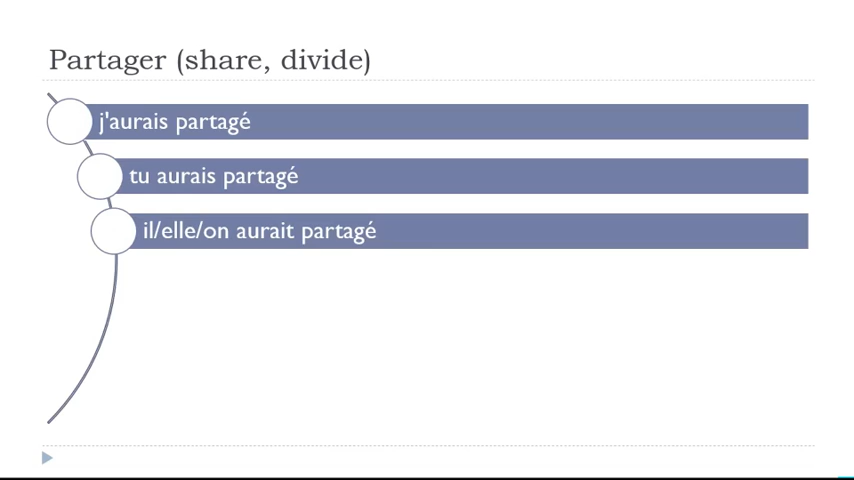 Partager (share, divide)
j'aurais partagé
tu aurais partagé
il/elle/on aurait partagé